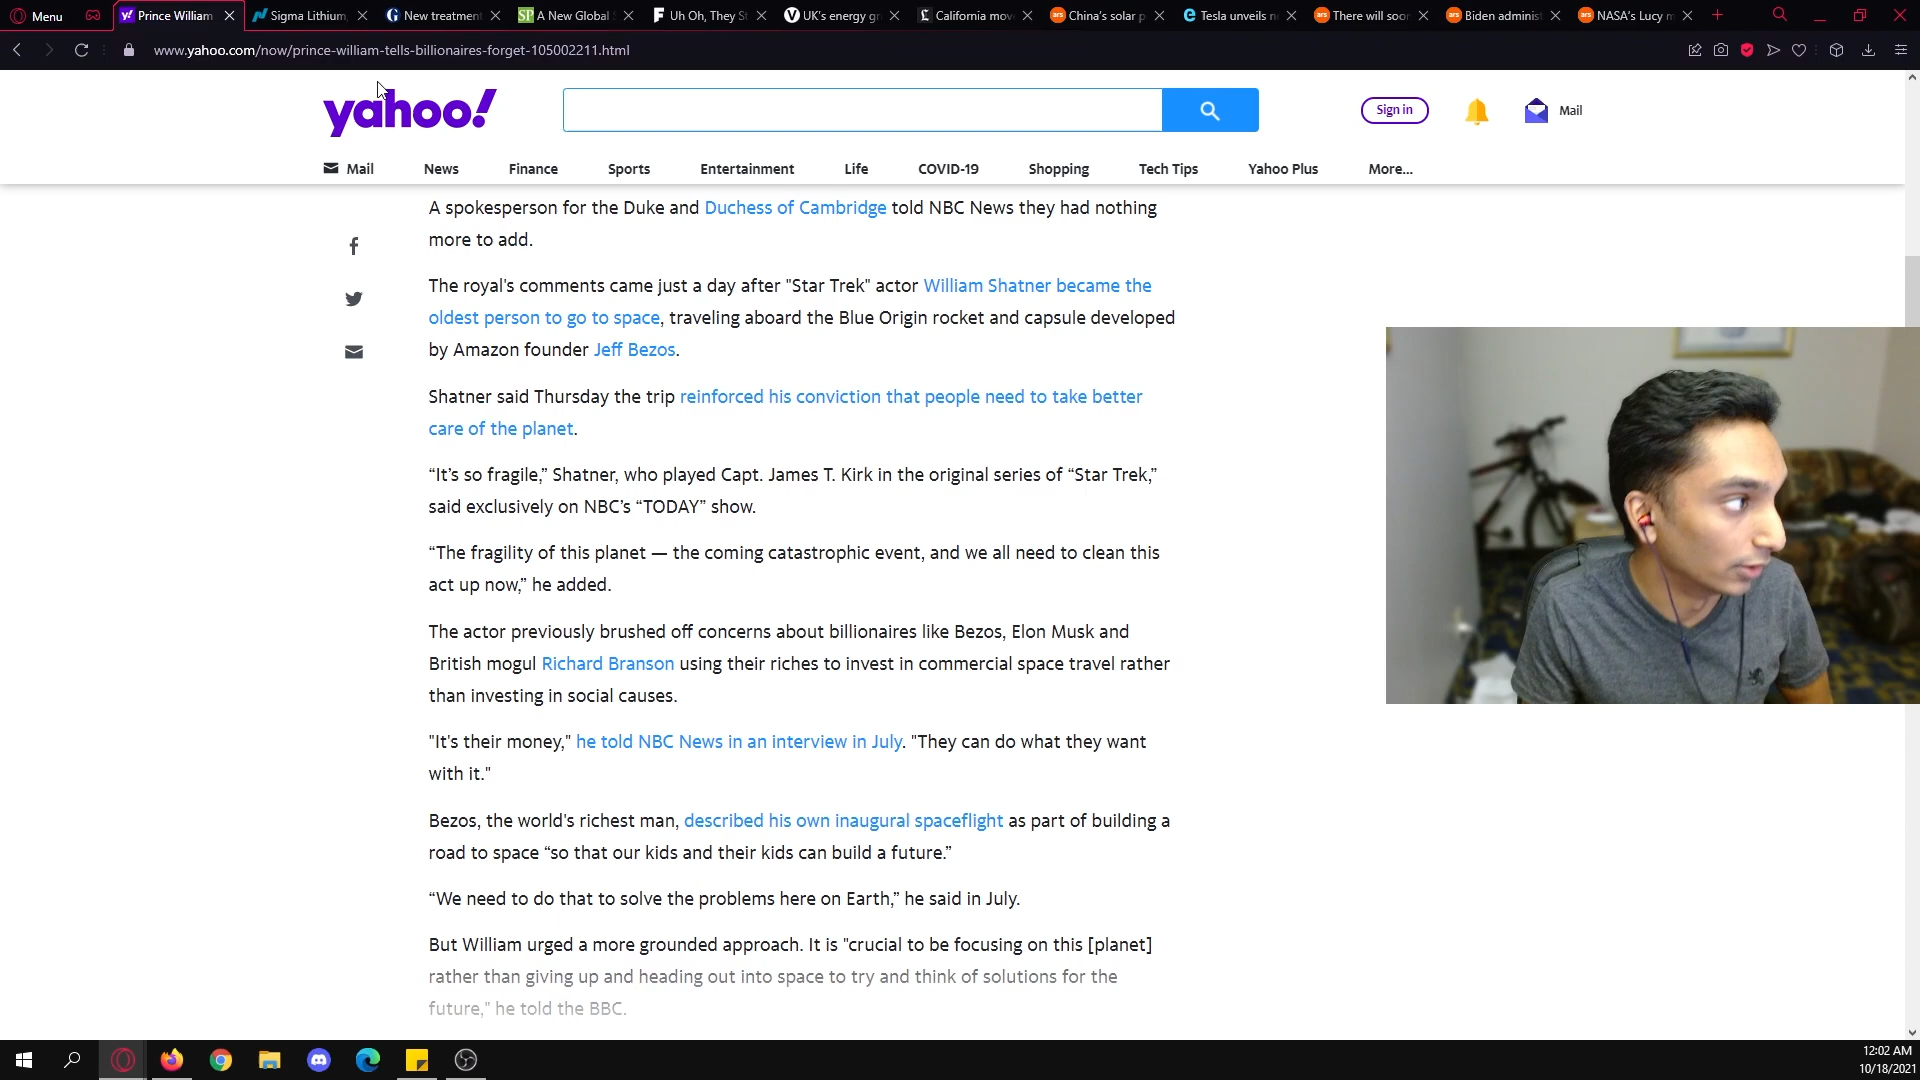 Menu
Prince William
Sigma Lithium,
New treatment
A New Global
Uh Oh, They S
UK's energy g
California mov
China's solar p
Tesla unveils n
There will soon
Biden adminis
NASA's Lucy m
www.yahoo.com/now/prince-william-tells-billionaires-forget-105002211.html
yahoo!
Sign in
Mail
Mail
News
Finance
Sports
Entertainment
Life
COVID-19
Shopping
Tech Tips
Yahoo Plus
More...
A spokesperson for the Duke and Duchess of Cambridge told NBC News they had nothing
more to add.
The royal's comments came just a day after "Star Trek" actor William Shatner became the
oldest person to go to space, traveling aboard the Blue Origin rocket and capsule developed
by Amazon founder Jeff Bezos.
Shatner said Thursday the trip reinforced his conviction that people need to take better
care of the planet.
“It’s so fragile,” Shatner, who played Capt. James T. Kirk in the original series of “Star Trek,”
said exclusively on NBC’s “TODAY” show.
“The fragility of this planet — the coming catastrophic event, and we all need to clean this
act up now,” he added.
The actor previously brushed off concerns about billionaires like Bezos, Elon Musk and
British mogul Richard Branson using their riches to invest in commercial space travel rather
than investing in social causes.
"It's their money," he told NBC News in an interview in July. "They can do what they want
with it."
Bezos, the world's richest man, described his own inaugural spaceflight as part of building a
road to space “so that our kids and their kids can build a future.”
“We need to do that to solve the problems here on Earth,” he said in July.
But William urged a more grounded approach. It is "crucial to be focusing on this [planet]
rather than giving up and heading out into space to try and think of solutions for the
future," he told the BBC.
12:02 AM
10/18/2021